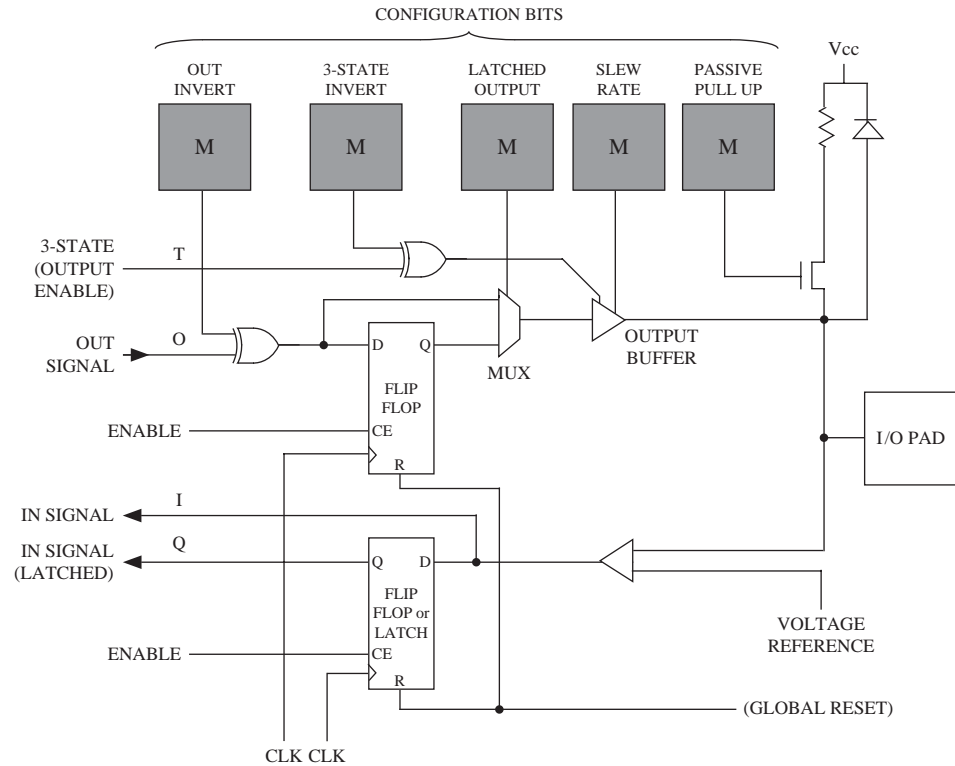 CONFIGURATION BITS
OUT
INVERT
3-STATE
INVERT
LATCHED
OUTPUT
SLEW
RATE
PASSIVE
PULL UP
Vcc
M
M
M
M
M
3-STATE
(OUTPUT
ENABLE)
T
OUT
SIGNAL
O
D
Q
FLIP
FLOP
CE
R
MUX
OUTPUT
BUFFER
I/O PAD
ENABLE
IN SIGNAL
I
IN SIGNAL
(LATCHED)
Q
Q
D
FLIP
FLOP or
LATCH
CE
R
ENABLE
VOLTAGE
REFERENCE
(GLOBAL RESET)
CLK
CLK